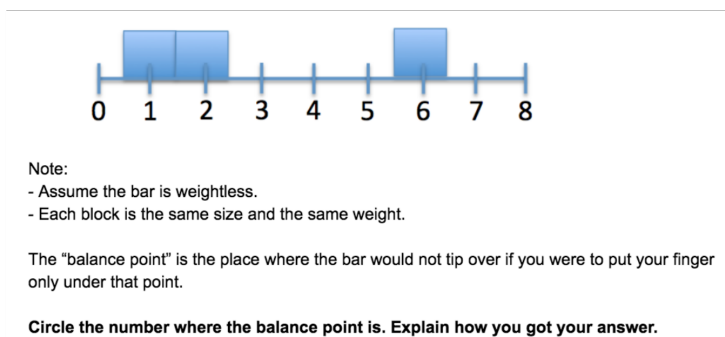 0 1 2 3 4 5 6 7 8
Note:
- Assume the bar is weightless.
- Each block is the same size and the same weight.
The “balance point” is the place where the bar would not tip over if you were to put your finger
only under that point.
Circle the number where the balance point is. Explain how you got your answer.